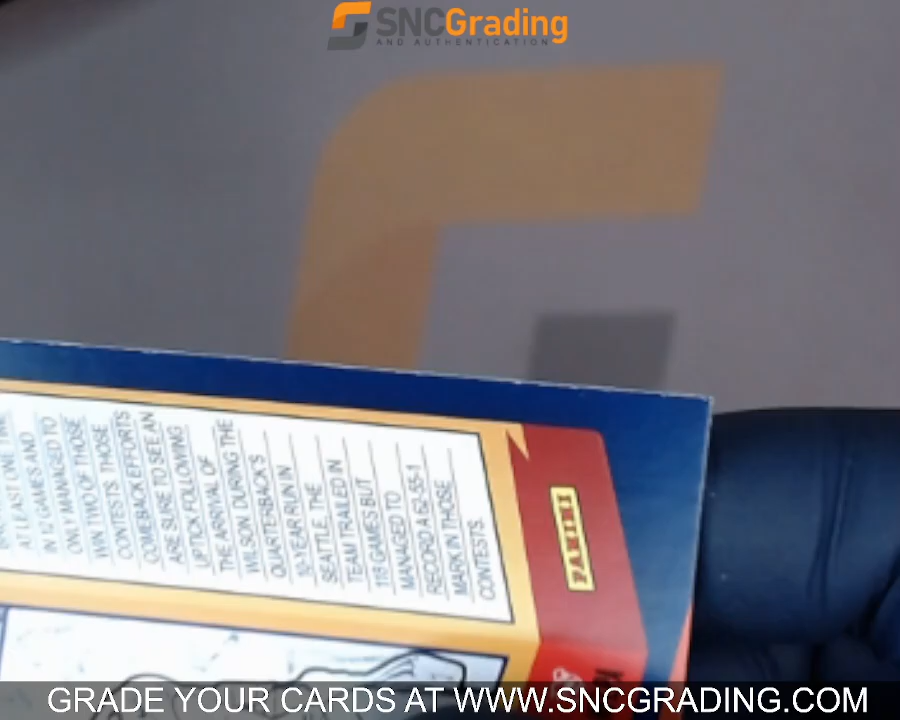 SNCGrading
AND AUTHENTICATION
AT LEAST ONE TIME
IN 12 GAMES AND
ONLY MANAGED TO
WIN TWO OF THOSE
CONTESTS. THOSE
COMEBACK EFFORTS
ARE SURE TO SEE AN
UPTICK FOLLOWING
THE ARRIVAL OF
WILSON. DURING THE
QUARTERBACK'S
10-YEAR RUN IN
SEATTLE, THE
TEAM TRAILED IN
118 GAMES BUT
MANAGED TO
RECORD A 62-55-1
MARK IN THOSE
CONTESTS.
PANINI
GRADE YOUR CARDS AT WWW.SNCGRADING.COM